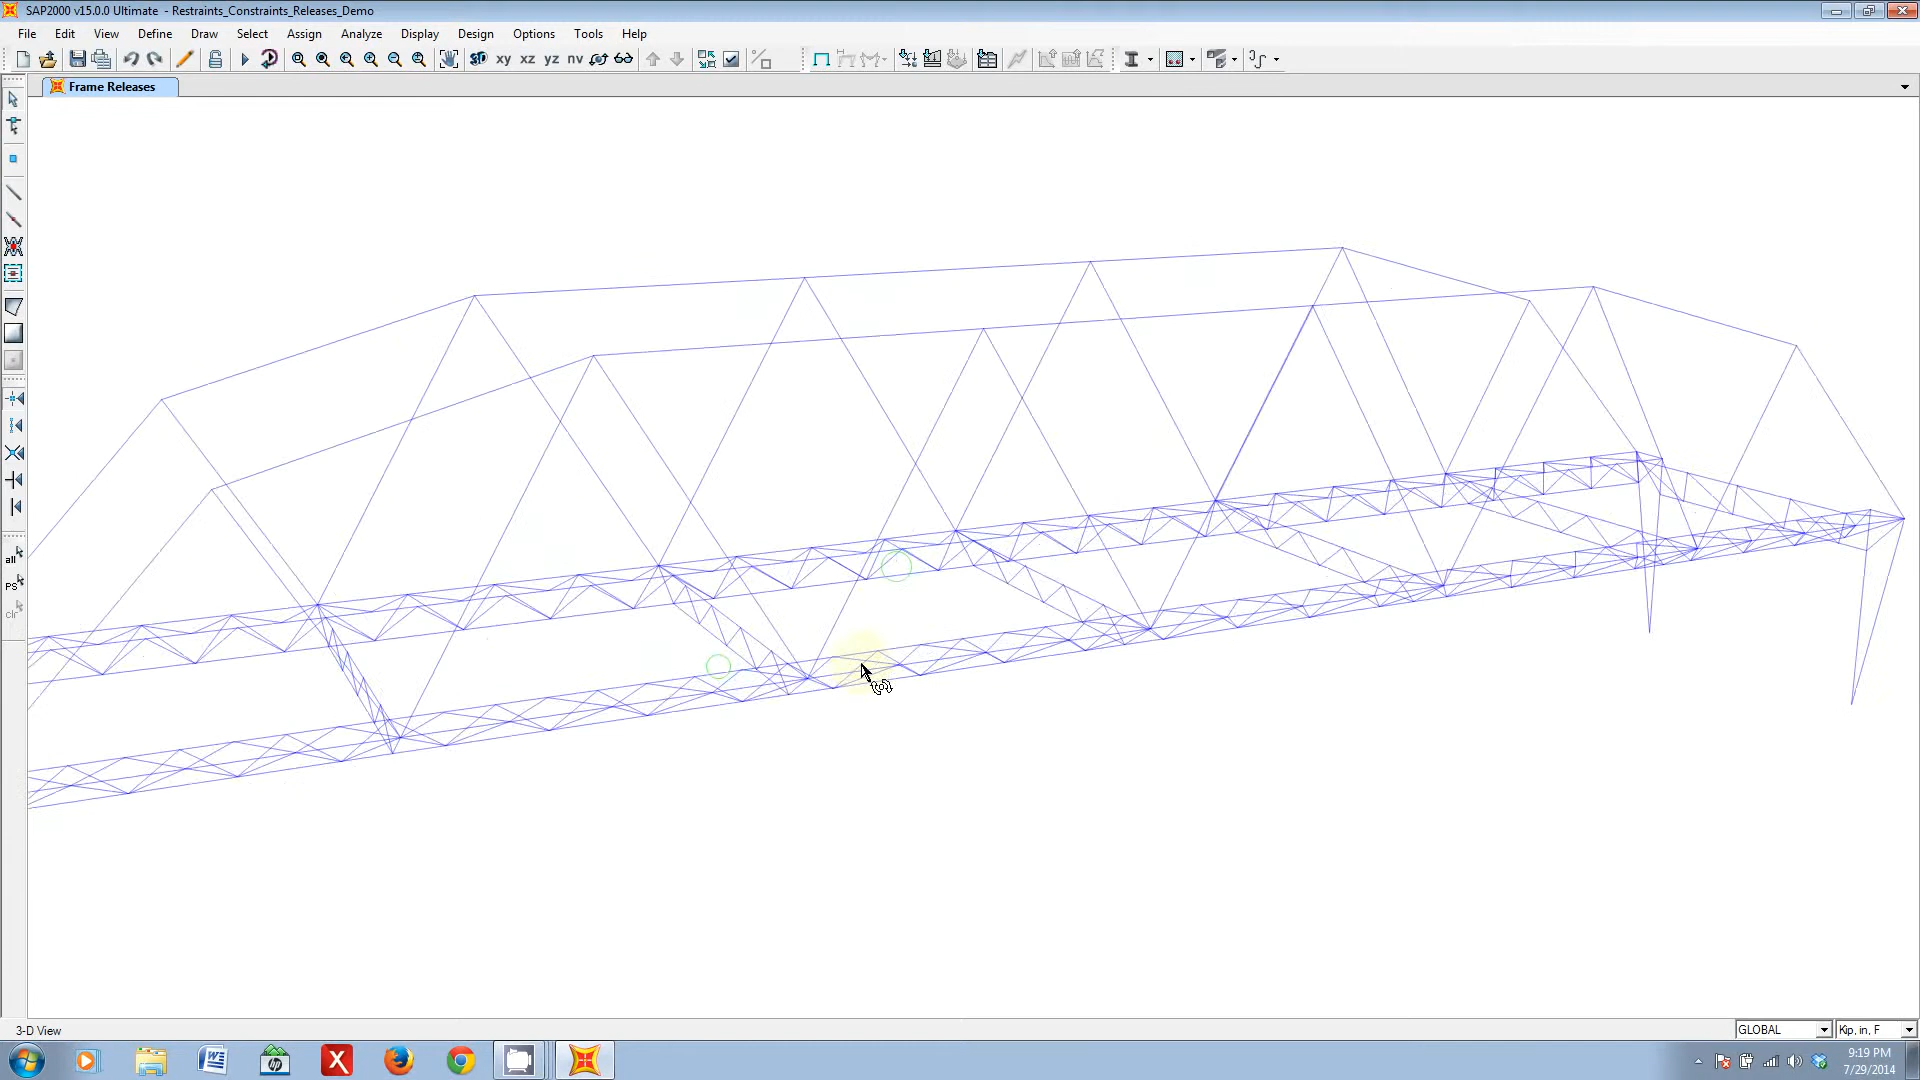 SAP2000 v15.0.0 Ultimate - Restraints_Constraints_Releases_Demo
File Edit View Define Draw Select Assign Analyze Display Design Options Tools Help
3D xy xz yz nv
Frame Releases
all
PS
clr
3-D View
GLOBAL
Kip, in, F
W
hp
X
9:19 PM
7/29/2014